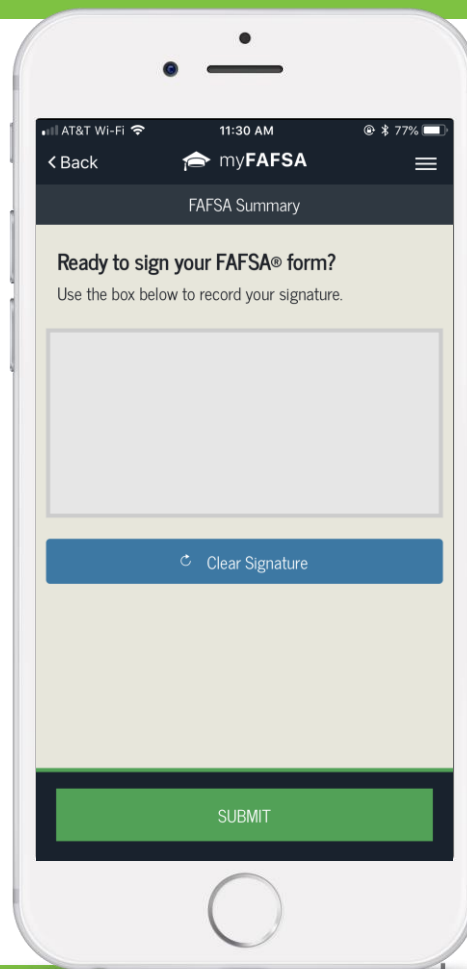 AT&T Wi-Fi 11:30 AM 77%
Back myFAFSA
FAFSA Summary
Ready to sign your FAFSA® form?
Use the box below to record your signature.
Clear Signature
SUBMIT